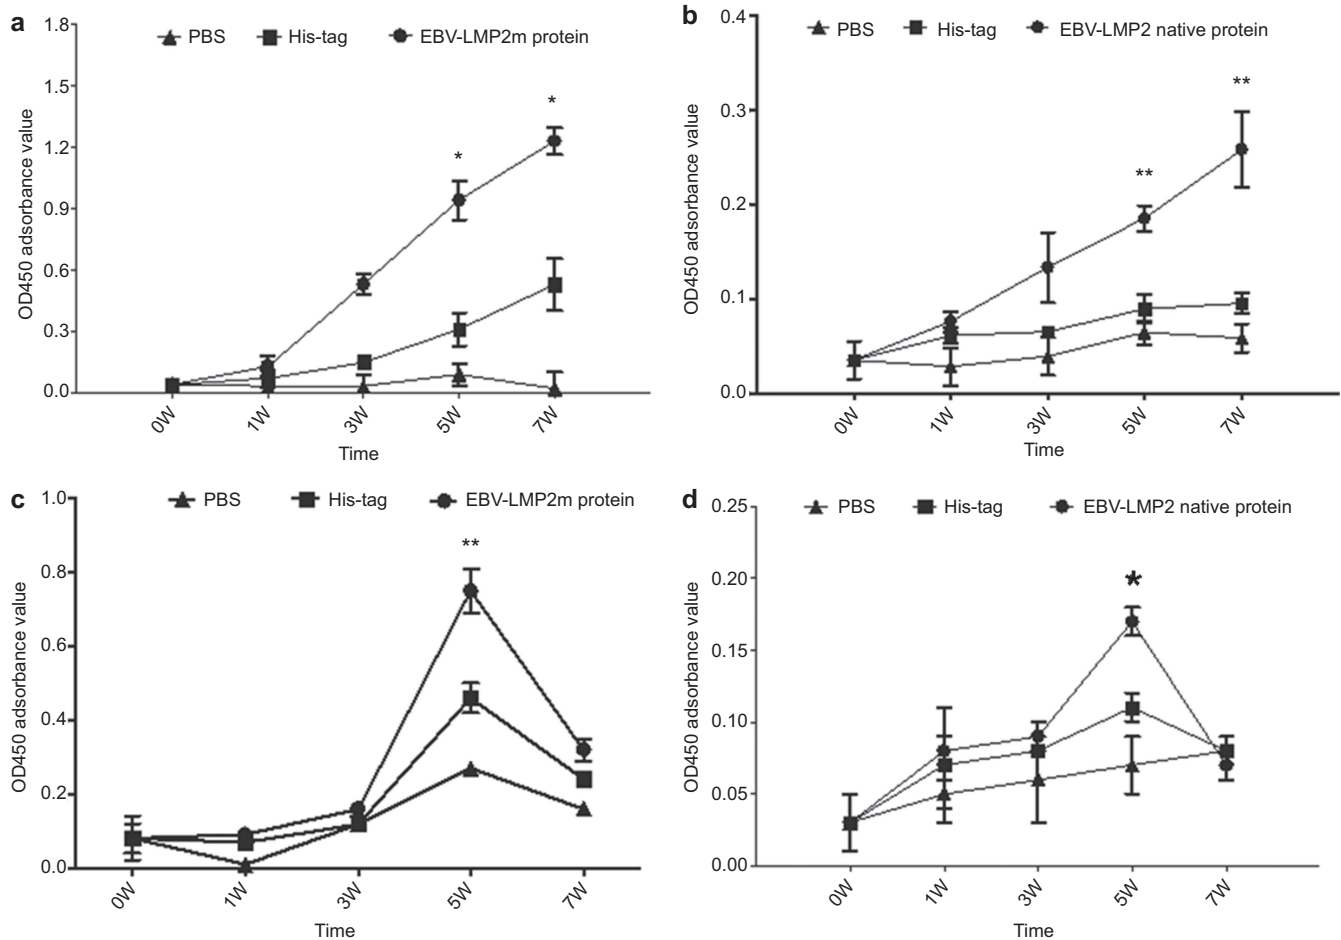 a
PBS His-tag EBV-LMP2m protein
OD450 adsorbance value
1.8
1.5
1.2
0.9
0.6
0.3
0.0
* *
0W 1W 3W 5W 7W
Time
b
PBS His-tag EBV-LMP2 native protein
OD450 adsorbance value
0.4
0.3
0.2
0.1
0.0
** **
0W 1W 3W 5W 7W
Time
c
PBS His-tag EBV-LMP2m protein
OD450 adsorbance value
1.0
0.8
0.6
0.4
0.2
0.0
**
0W 1W 3W 5W 7W
Time
d
PBS His-tag EBV-LMP2 native protein
OD450 adsorbance value
0.25
0.20
0.15
0.10
0.05
0.00
*
0W 1W 3W 5W 7W
Time